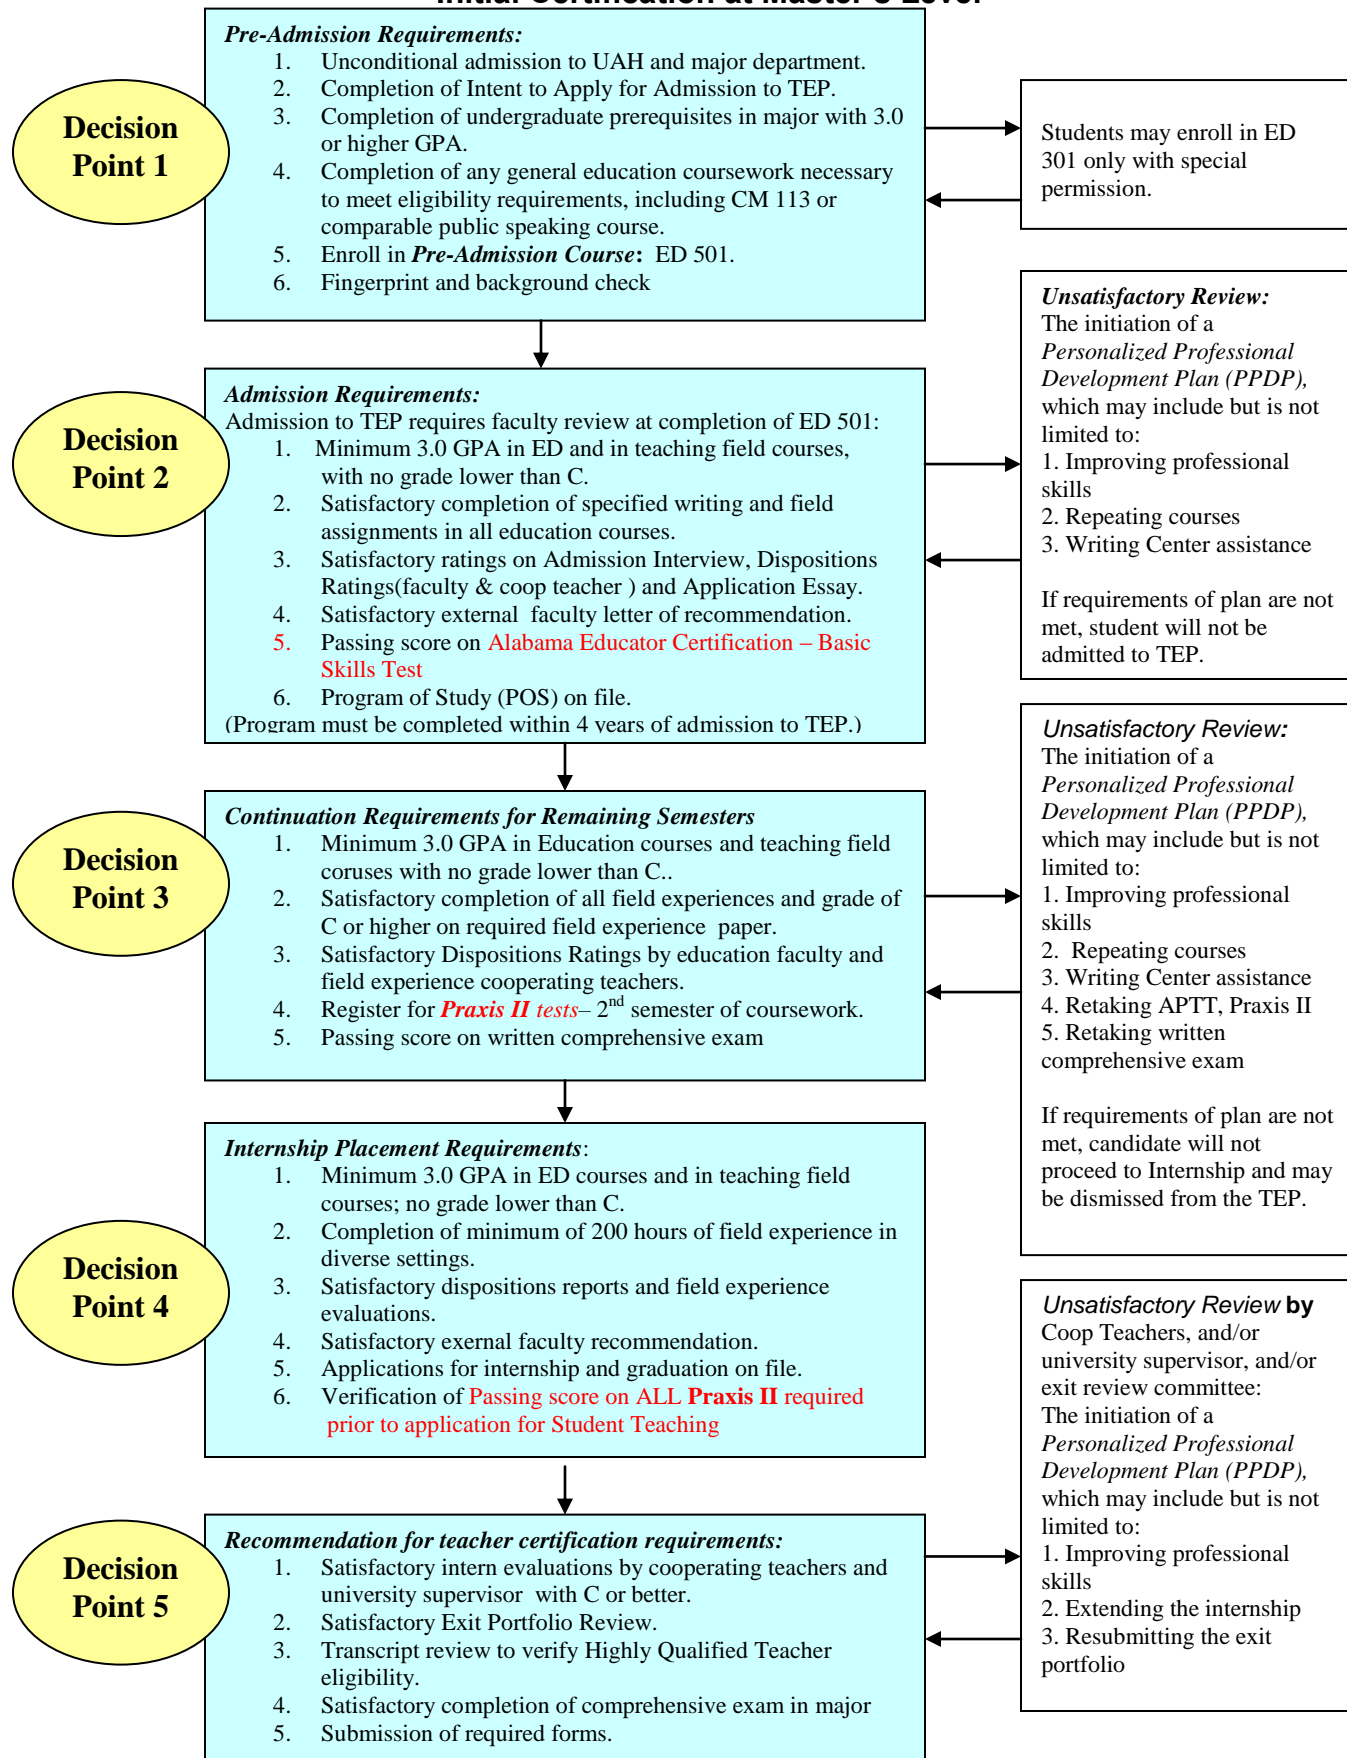 Initial Certification at Master's Level
Decision
Point 1
Pre-Admission Requirements:
1. Unconditional admission to UAH and major department.
2. Completion of Intent to Apply for Admission to TEP.
3. Completion of undergraduate prerequisites in major with 3.0
or higher GPA.
4. Completion of any general education coursework necessary
to meet eligibility requirements, including CM 113 or
comparable public speaking course.
5. Enroll in Pre-Admission Course: ED 501.
6. Fingerprint and background check
Students may enroll in ED
301 only with special
permission.
Decision
Point 2
Admission Requirements:
Admission to TEP requires faculty review at completion of ED 501:
1. Minimum 3.0 GPA in ED and in teaching field courses,
with no grade lower than C.
2. Satisfactory completion of specified writing and field
assignments in all education courses.
3. Satisfactory ratings on Admission Interview, Dispositions
Ratings(faculty & coop teacher ) and Application Essay.
4. Satisfactory external faculty letter of recommendation.
5. Passing score on Alabama Educator Certification – Basic
Skills Test
6. Program of Study (POS) on file.
(Program must be completed within 4 years of admission to TEP.)
Unsatisfactory Review:
The initiation of a
Personalized Professional
Development Plan (PPDP),
which may include but is not
limited to:
1. Improving professional
skills
2. Repeating courses
3. Writing Center assistance
If requirements of plan are not
met, student will not be
admitted to TEP.
Decision
Point 3
Continuation Requirements for Remaining Semesters
1. Minimum 3.0 GPA in Education courses and teaching field
coruses with no grade lower than C..
2. Satisfactory completion of all field experiences and grade of
C or higher on required field experience paper.
3. Satisfactory Dispositions Ratings by education faculty and
field experience cooperating teachers.
4. Register for Praxis II tests– 2nd semester of coursework.
5. Passing score on written comprehensive exam
Unsatisfactory Review:
The initiation of a
Personalized Professional
Development Plan (PPDP),
which may include but is not
limited to:
1. Improving professional
skills
2. Repeating courses
3. Writing Center assistance
4. Retaking APTT, Praxis II
5. Retaking written
comprehensive exam
If requirements of plan are not
met, candidate will not
proceed to Internship and may
be dismissed from the TEP.
Decision
Point 4
Internship Placement Requirements:
1. Minimum 3.0 GPA in ED courses and in teaching field
courses; no grade lower than C.
2. Completion of minimum of 200 hours of field experience in
diverse settings.
3. Satisfactory dispositions reports and field experience
evaluations.
4. Satisfactory exernal faculty recommendation.
5. Applications for internship and graduation on file.
6. Verification of Passing score on ALL Praxis II required
prior to application for Student Teaching
Decision
Point 5
Recommendation for teacher certification requirements:
1. Satisfactory intern evaluations by cooperating teachers and
university supervisor with C or better.
2. Satisfactory Exit Portfolio Review.
3. Transcript review to verify Highly Qualified Teacher
eligibility.
4. Satisfactory completion of comprehensive exam in major
5. Submission of required forms.
Unsatisfactory Review by
Coop Teachers, and/or
university supervisor, and/or
exit review committee:
The initiation of a
Personalized Professional
Development Plan (PPDP),
which may include but is not
limited to:
1. Improving professional
skills
2. Extending the internship
3. Resubmitting the exit
portfolio